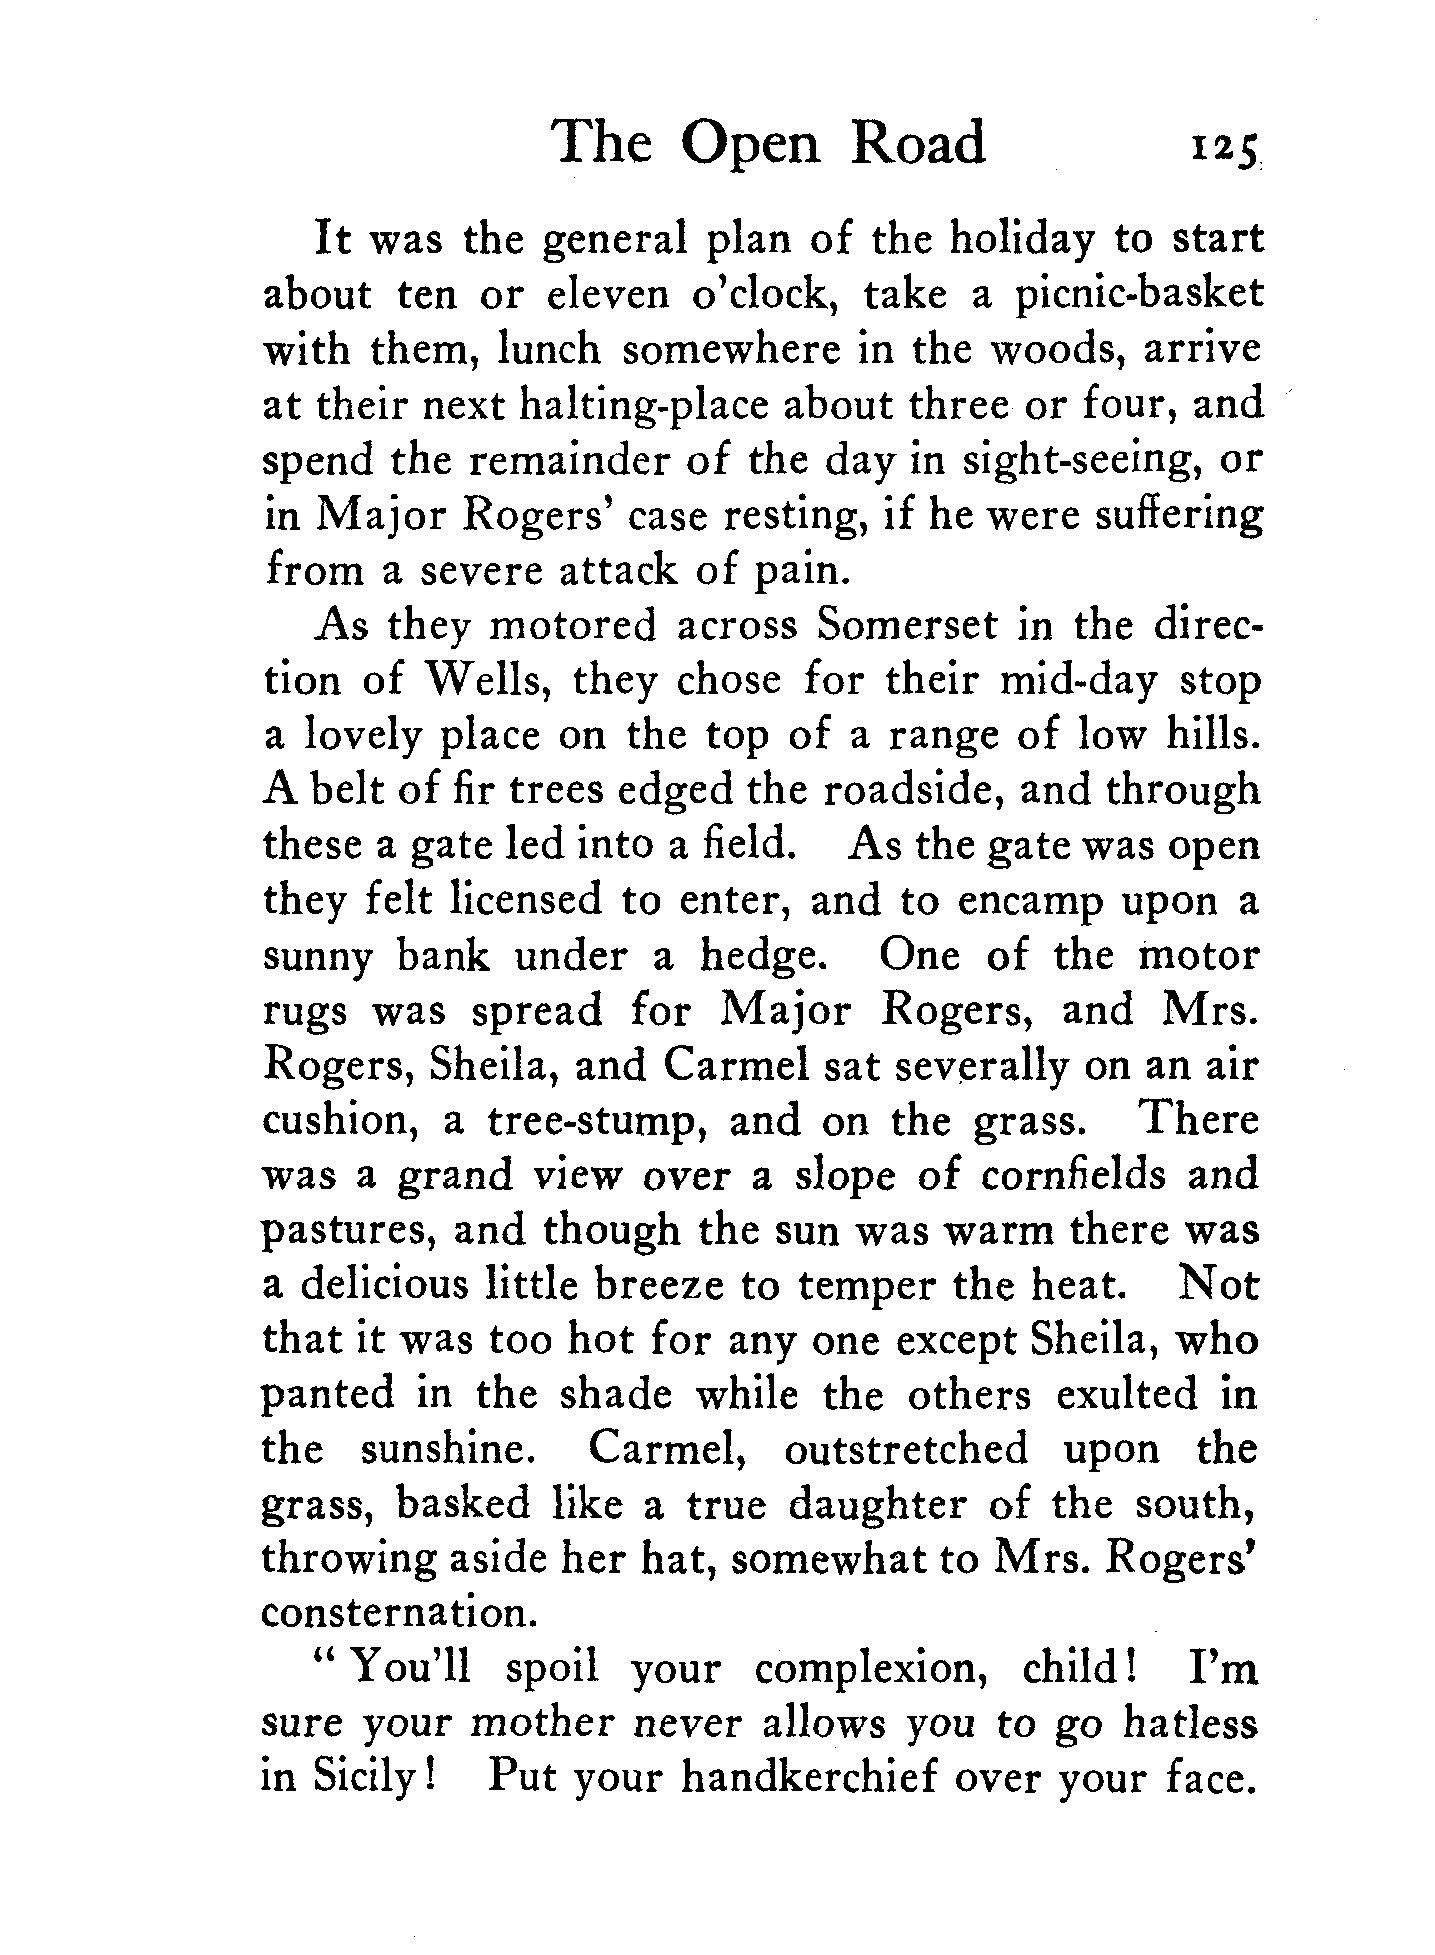 The Open Road 125
It was the general plan of the holiday to start
about ten or eleven o'clock, take a picnic-basket
with them, lunch somewhere in the woods, arrive
at their next halting-place about three or four, and
spend the remainder of the day in sight-seeing, or
in Major Rogers' case resting, if he were suffering
from a severe attack of pain.
As they motored across Somerset in the direc-
tion of Wells, they chose for their mid-day stop
a lovely place on the top of a range of low hills.
A belt of fir trees edged the roadside, and through
these a gate led into a field. As the gate was open
they felt licensed to enter, and to encamp upon a
sunny bank under a hedge. One of the motor
rugs was spread for Major Rogers, and Mrs.
Rogers, Sheila, and Carmel sat severally on an air
cushion, a tree-stump, and on the grass. There
was a grand view over a slope of cornfields and
pastures, and though the sun was warm there was
a delicious little breeze to temper the heat. Not
that it was too hot for any one except Sheila, who
panted in the shade while the others exulted in
the sunshine. Carmel, outstretched upon the
grass, basked like a true daughter of the south,
throwing aside her hat, somewhat to Mrs. Rogers'
consternation.
“ You'll spoil your complexion, child! I'm
sure your mother never allows you to go hatless
in Sicily! Put your handkerchief over your face.